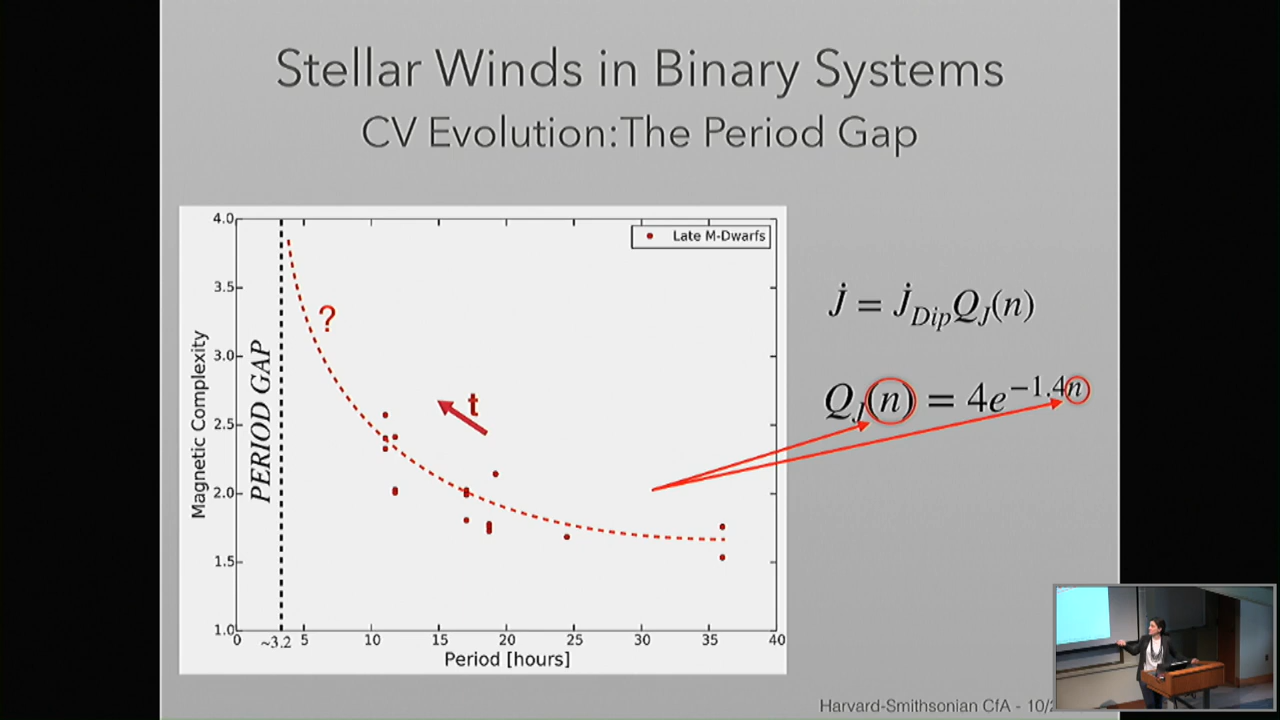 Stellar Winds in Binary Systems
CV Evolution:The Period Gap
4.0
3.5
3.0
2.5
2.0
1.5
1.0
Magnetic Complexity
PERIOD GAP
?
t
Late M-Dwarfs
0 ~3.2 5 10 15 20 25 30 35 40
Period [hours]
J̇ = J̇_Dip Q_J(n)
Q_J(n) = 4e^−1.4n
Harvard-Smithsonian CfA - 10/2